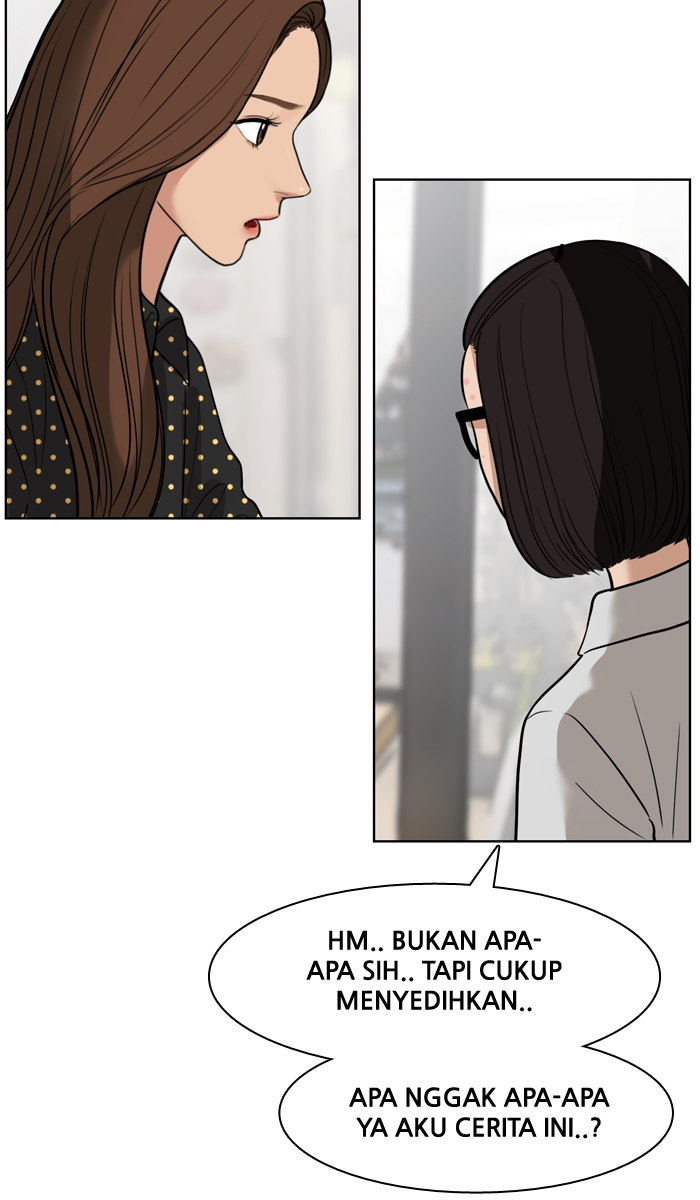 HM.. BUKAN APA-
APA SIH.. TAPI CUKUP
MENYEDIHKAN..
APA NGGAK APA-APA
YA AKU CERITA INI..?